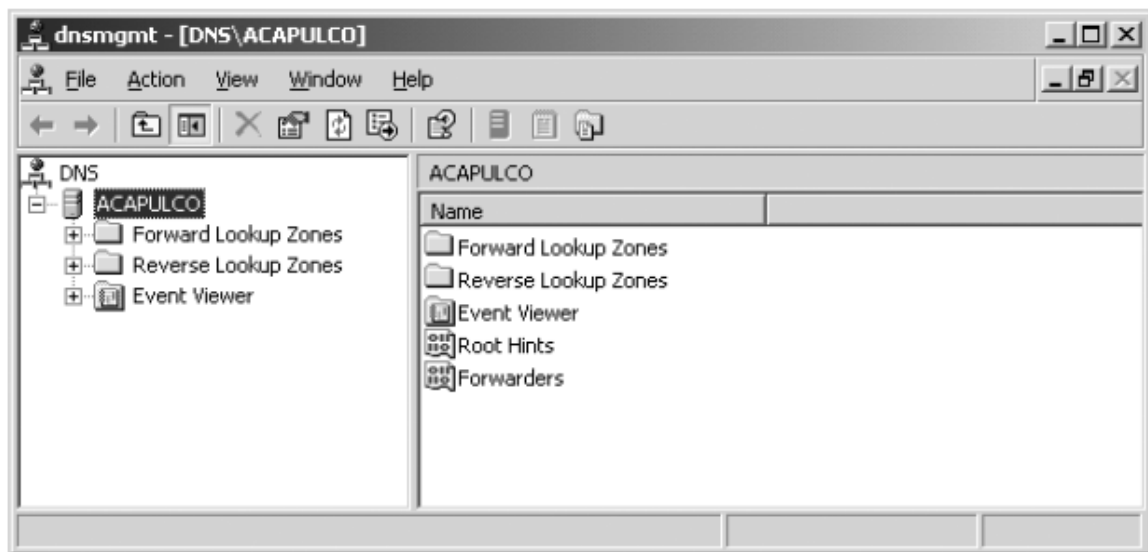 dnsmgmt - [DNS\ACAPULCO]
File Action View Window Help
DNS
ACAPULCO
Forward Lookup Zones
Reverse Lookup Zones
Event Viewer
ACAPULCO
Name
Forward Lookup Zones
Reverse Lookup Zones
Event Viewer
Root Hints
Forwarders